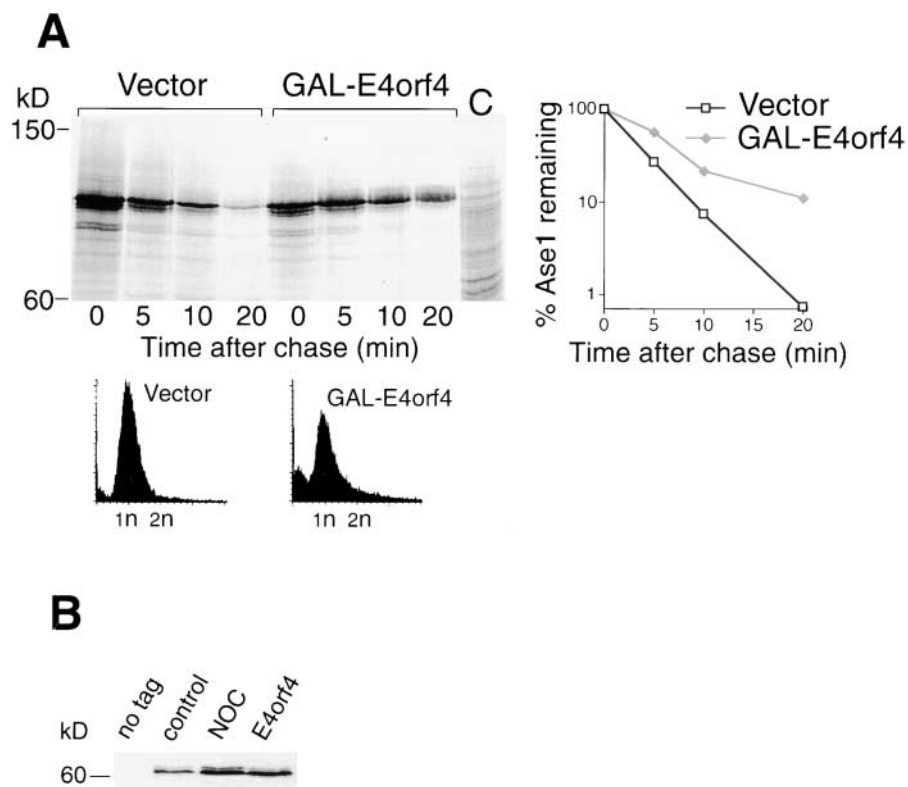 A
Vector GAL-E4orf4 C
kD
150
60
0 5 10 20 0 5 10 20
Time after chase (min)
% Ase1 remaining
100
10
1
0 5 10 15 20
Time after chase (min)
Vector
GAL-E4orf4
Vector
1n 2n
GAL-E4orf4
1n 2n
B
no tag control NOC E4orf4
kD
60